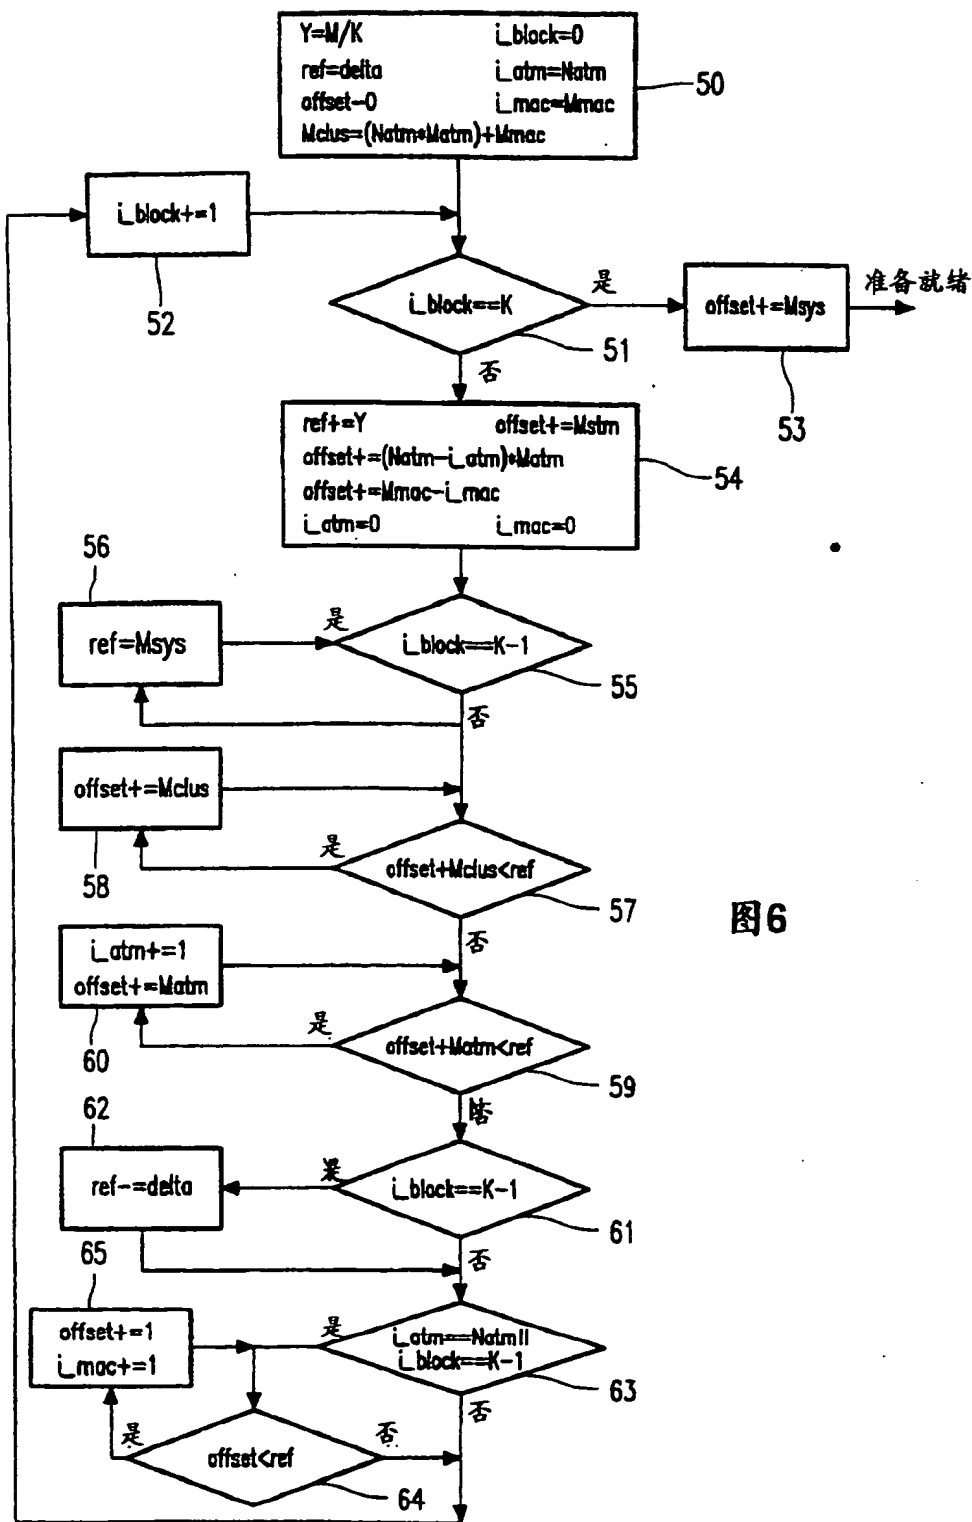 Y=M/K i_block=0
ref=delta i_atm=Natm
offset-0 i_mac=Mmac
Mclus=(Natm*Matm)+Mmac
50
i_block+=1
52
i_block==K
是
51
否
offset+=Msys
准备就绪
53
ref+=Y offset+=Mstm
offset+=(Natm-i_atm)*Matm
offset+=Mmac-i_mac
i_atm=0 i_mac=0
54
56
ref=Msys
是
i_block==K-1
55
否
offset+=Mclus
58
是
offset+Mclus<ref
57
否
图6
i_atm+=1
offset+=Matm
60
是
offset+Matm<ref
59
否
62
ref-=delta
是
i_block==K-1
61
否
65
offset+=1
i_mac+=1
是
i_atm==Natm||
i_block==K-1
63
否
是
offset<ref
否
64